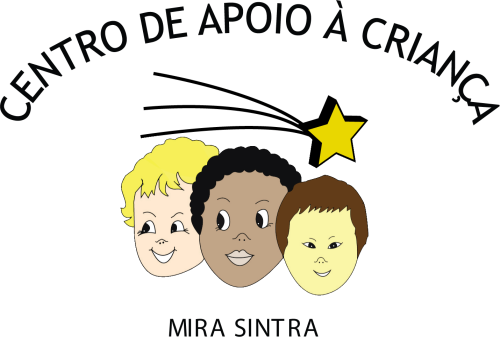 CENTRO DE APOIO À CRIANÇA
MIRA SINTRA